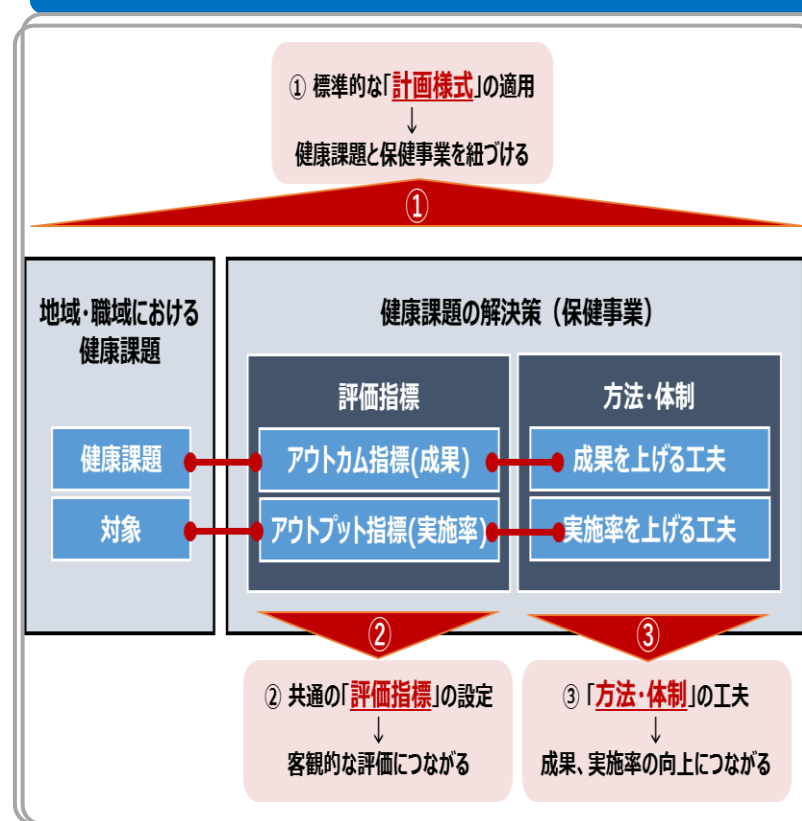 ① 標準的な「計画様式」の適用
↓
健康課題と保健事業を紐づける
①
地域・職域における
健康課題
健康課題の解決策（保健事業）
評価指標
方法・体制
健康課題
アウトカム指標(成果)
成果を上げる工夫
対象
アウトプット指標(実施率)
実施率を上げる工夫
②
③
② 共通の「評価指標」の設定
↓
客観的な評価につながる
③「方法・体制」の工夫
↓
成果、実施率の向上につながる